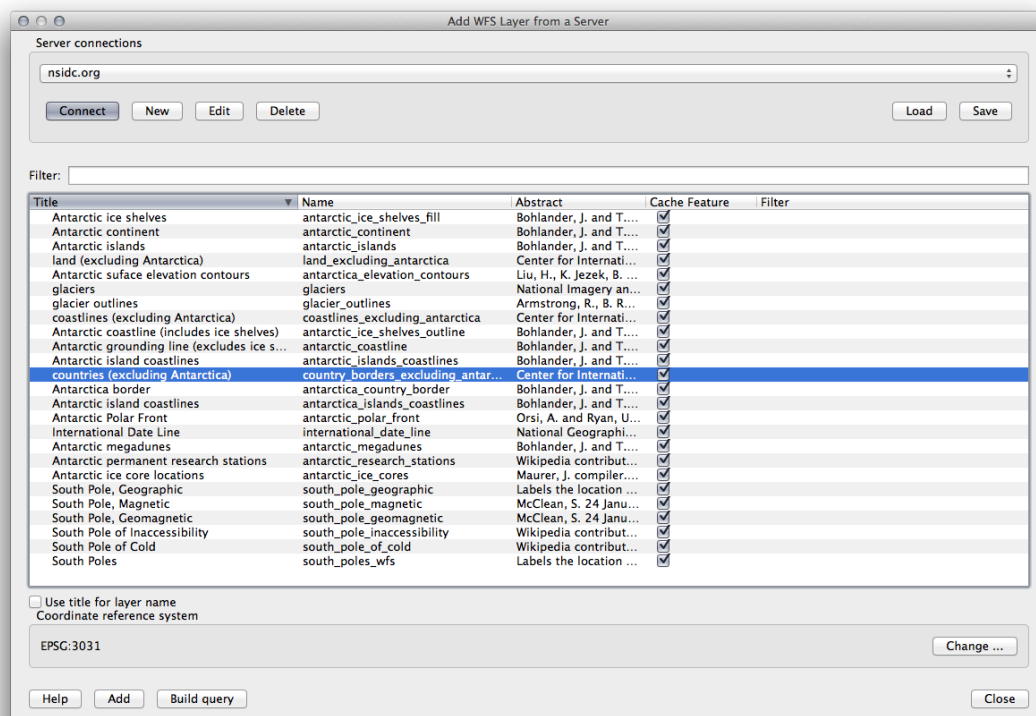 Add WFS Layer from a Server
Server connections
nsidc.org
Connect New Edit Delete Load Save
Filter:
Title Name Abstract Cache Feature Filter
Antarctic ice shelves antarctic_ice_shelves_fill Bohlander, J. and T....
Antarctic continent antarctic_continent Bohlander, J. and T....
Antarctic islands antarctic_islands Bohlander, J. and T....
land (excluding Antarctica) land_excluding_antarctica Center for Internati...
Antarctic suface elevation contours antarctica_elevation_contours Liu, H., K. Jezek, B. ...
glaciers glaciers National Imagery an...
glacier outlines glacier_outlines Armstrong, R., B. R...
coastlines (excluding Antarctica) coastlines_excluding_antarctica Center for Internati...
Antarctic coastline (includes ice shelves) antarctic_ice_shelves_outline Bohlander, J. and T....
Antarctic grounding line (excludes ice s... antarctic_coastline Bohlander, J. and T....
Antarctic island coastlines antarctic_islands_coastlines Bohlander, J. and T....
countries (excluding Antarctica) country_borders_excluding_antar... Center for Internati...
Antarctica border antarctica_country_border Bohlander, J. and T....
Antarctic island coastlines antarctica_islands_coastlines Bohlander, J. and T....
Antarctic Polar Front antarctic_polar_front Orsi, A. and Ryan, U...
International Date Line international_date_line National Geographi...
Antarctic megadunes antarctic_megadunes Bohlander, J. and T....
Antarctic permanent research stations antarctic_research_stations Wikipedia contribut...
Antarctic ice core locations antarctic_ice_cores Maurer, J. compiler....
South Pole, Geographic south_pole_geographic Labels the location ...
South Pole, Magnetic south_pole_magnetic McClean, S. 24 Janu...
South Pole, Geomagnetic south_pole_geomagnetic McClean, S. 24 Janu...
South Pole of Inaccessibility south_pole_inaccessibility Wikipedia contribut...
South Pole of Cold south_pole_of_cold Wikipedia contribut...
South Poles south_poles_wfs Labels the location ...
Use title for layer name
Coordinate reference system
EPSG:3031 Change ...
Help Add Build query Close